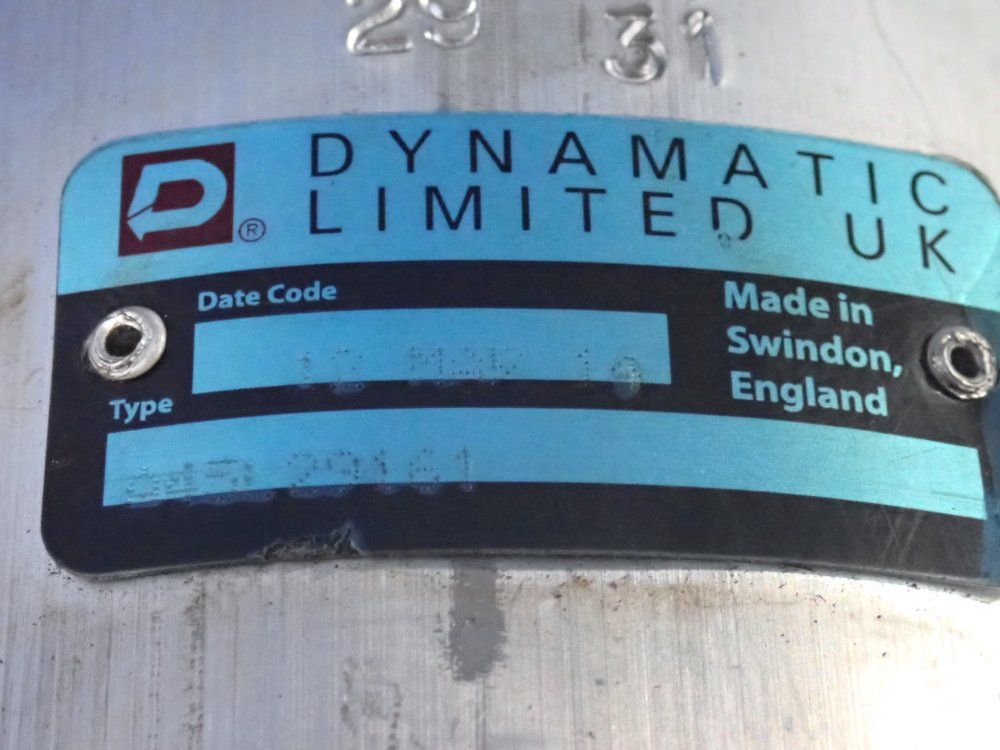 29 31
DYNAMATIC
LIMITED UK
Date Code
Made in
Swindon,
England
Type